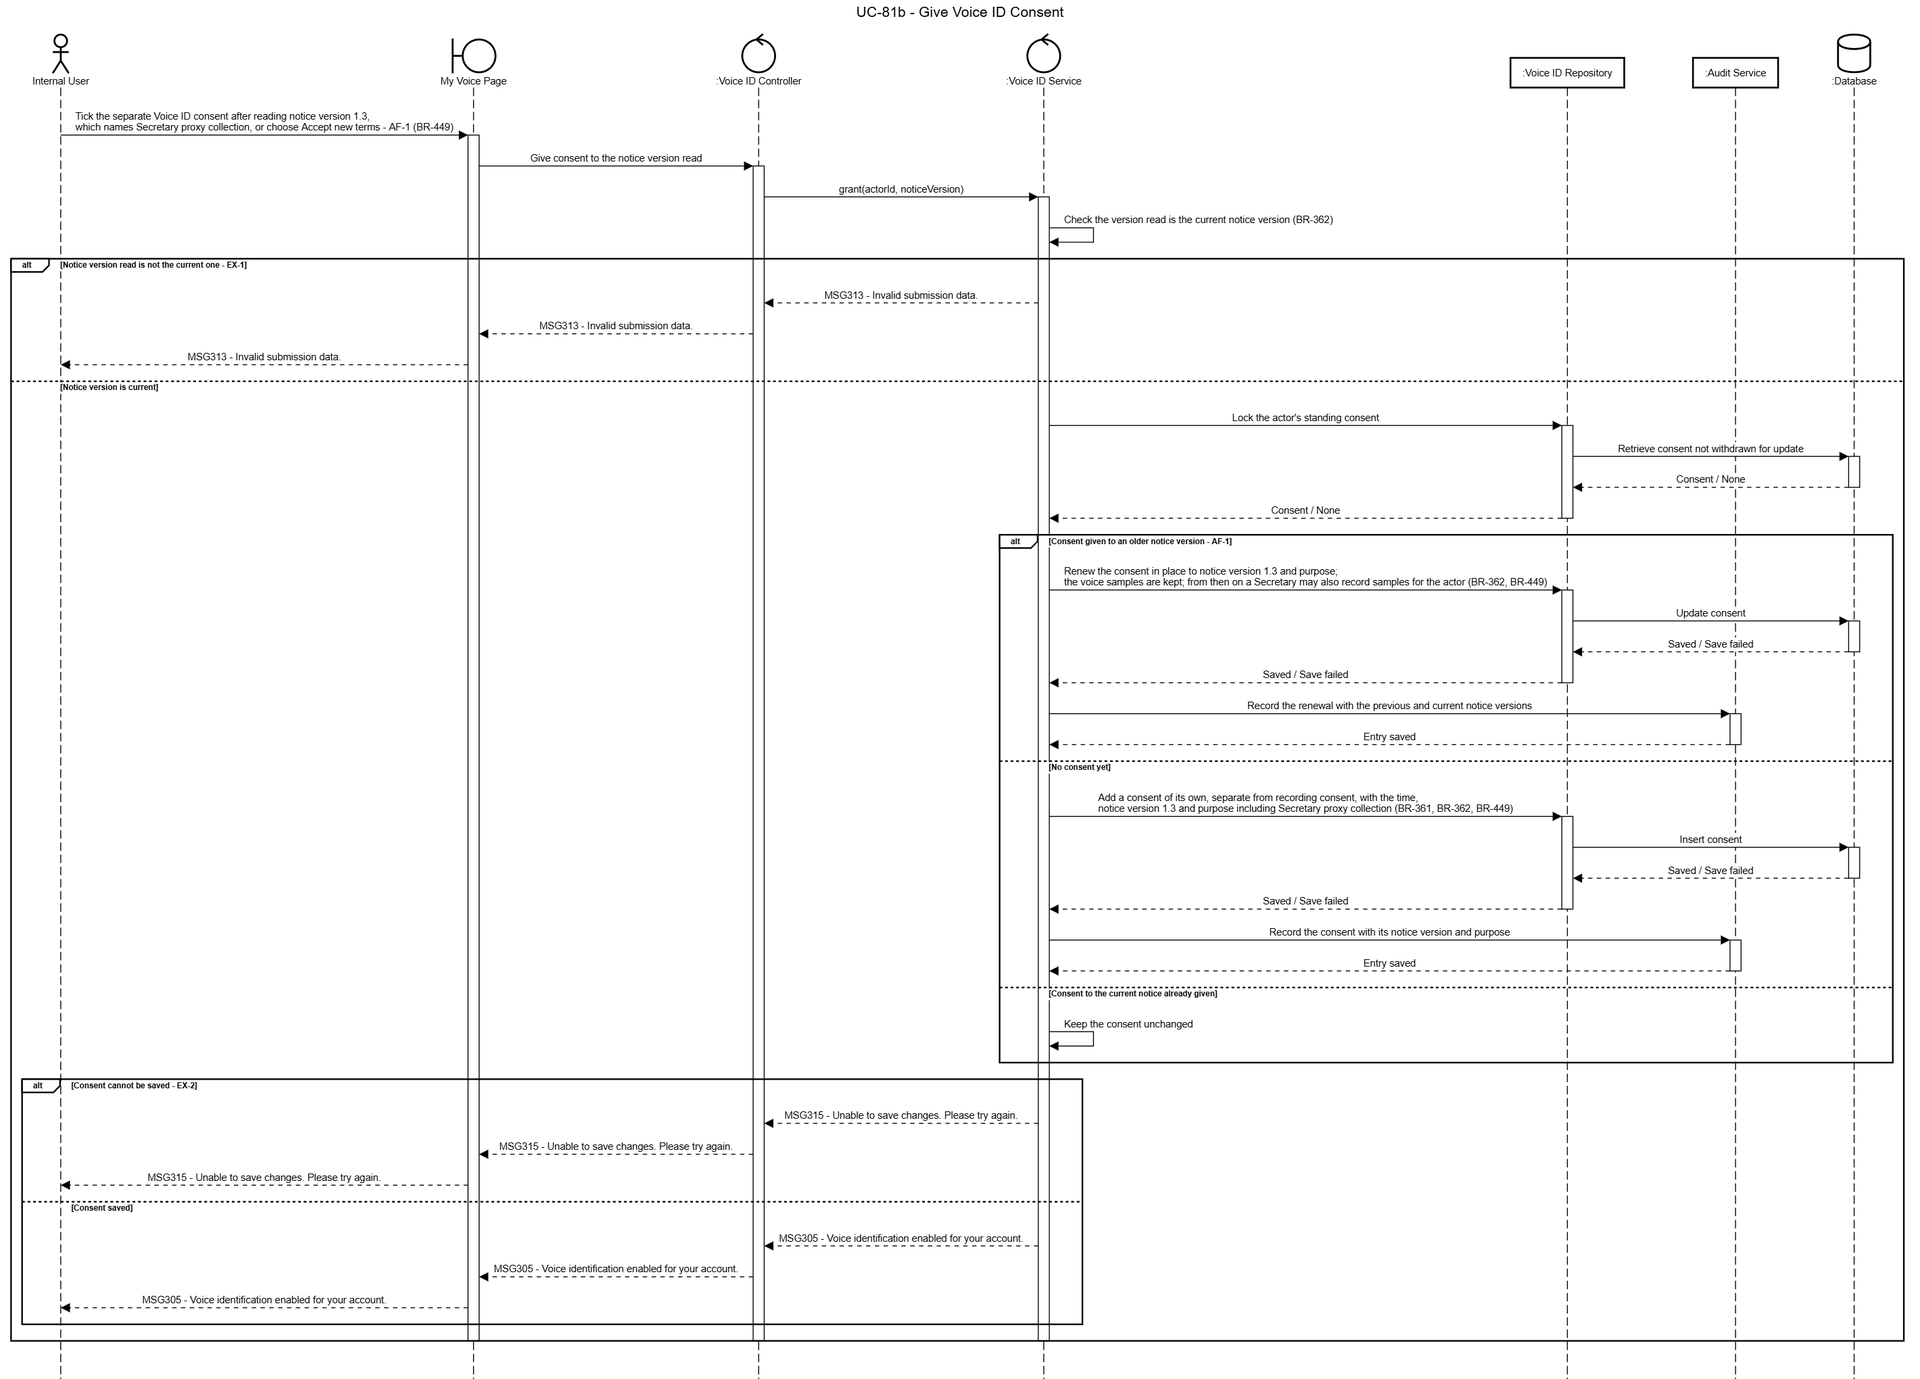 UC-81b - Give Voice ID Consent
Internal User
My Voice Page
:Voice ID Controller
:Voice ID Service
:Voice ID Repository
:Audit Service
:Database
Tick the separate Voice ID consent after reading notice version 1.3,
which names Secretary proxy collection, or choose Accept new terms - AF-1 (BR-449)
Give consent to the notice version read
grant(actorId, noticeVersion)
Check the version read is the current notice version (BR-362)
alt
[Notice version read is not the current one - EX-1]
MSG313 - Invalid submission data.
MSG313 - Invalid submission data.
MSG313 - Invalid submission data.
[Notice version is current]
Lock the actor's standing consent
Retrieve consent not withdrawn for update
Consent / None
Consent / None
alt
[Consent given to an older notice version - AF-1]
Renew the consent in place to notice version 1.3 and purpose;
the voice samples are kept; from then on a Secretary may also record samples for the actor (BR-362, BR-449)
Update consent
Saved / Save failed
Saved / Save failed
Record the renewal with the previous and current notice versions
Entry saved
[No consent yet]
Add a consent of its own, separate from recording consent, with the time,
notice version 1.3 and purpose including Secretary proxy collection (BR-361, BR-362, BR-449)
Insert consent
Saved / Save failed
Saved / Save failed
Record the consent with its notice version and purpose
Entry saved
[Consent to the current notice already given]
Keep the consent unchanged
alt
[Consent cannot be saved - EX-2]
MSG315 - Unable to save changes. Please try again.
MSG315 - Unable to save changes. Please try again.
MSG315 - Unable to save changes. Please try again.
[Consent saved]
MSG305 - Voice identification enabled for your account.
MSG305 - Voice identification enabled for your account.
MSG305 - Voice identification enabled for your account.